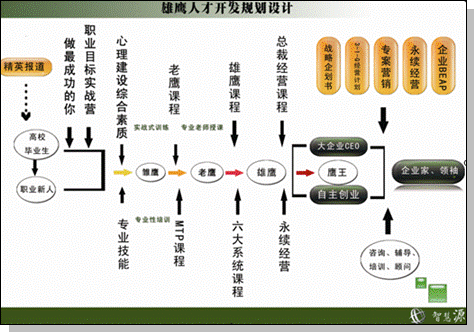 雄鹰人才开发规划设计
精英报道
做最成功的你
职业目标实战营
心理建设综合素质
老鹰课程
雄鹰课程
总裁经营课程
战略企划书
专案营销
永续经营
企业BEAP
高校
毕业生
职业新人
实战式训练
专业老师授课
雏鹰
老鹰
雄鹰
大企业CEO
鹰王
自主创业
企业家、领袖
专业性培训
专业技能
MTP课程
六大系统课程
永续经营
咨询、辅导、
培训、顾问
智慧源